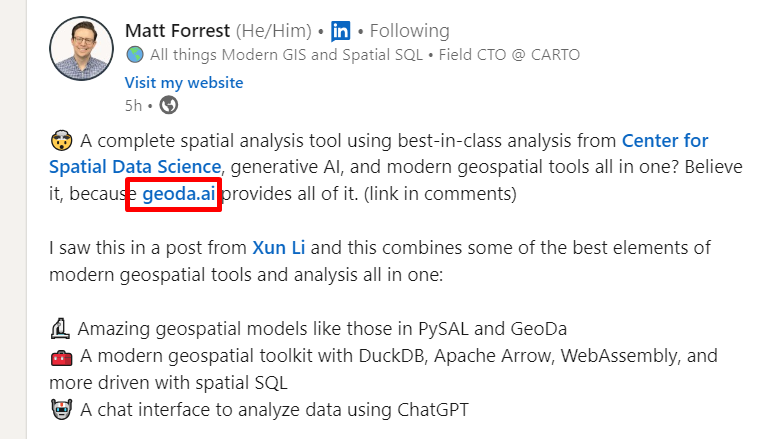 Matt Forrest (He/Him) • in • Following
All things Modern GIS and Spatial SQL • Field CTO @ CARTO
Visit my website
5h •
A complete spatial analysis tool using best-in-class analysis from Center for
Spatial Data Science, generative AI, and modern geospatial tools all in one? Believe
it, because geoda.ai provides all of it. (link in comments)
I saw this in a post from Xun Li and this combines some of the best elements of
modern geospatial tools and analysis all in one:
Amazing geospatial models like those in PySAL and GeoDa
A modern geospatial toolkit with DuckDB, Apache Arrow, WebAssembly, and
more driven with spatial SQL
A chat interface to analyze data using ChatGPT